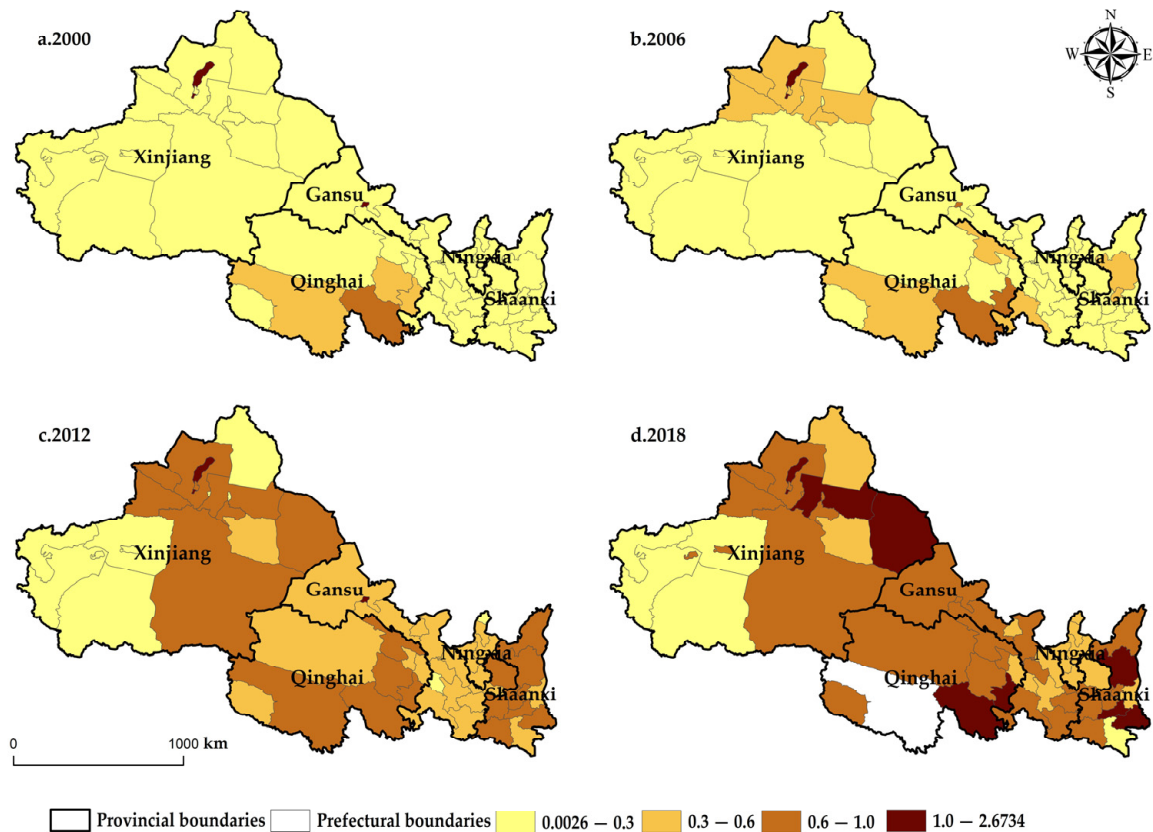 a.2000
b.2006
N
W
E
S
Xinjiang
Gansu
Qinghai
Ningxia
Shaanxi
Xinjiang
Gansu
Qinghai
Ningxia
Shaanxi
c.2012
d.2018
Xinjiang
Gansu
Qinghai
Ningxia
Shaanxi
Xinjiang
Gansu
Qinghai
Ningxia
Shaanxi
0 1000 km
Provincial boundaries Prefectural boundaries 0.0026 — 0.3 0.3 — 0.6 0.6 — 1.0 1.0 — 2.6734